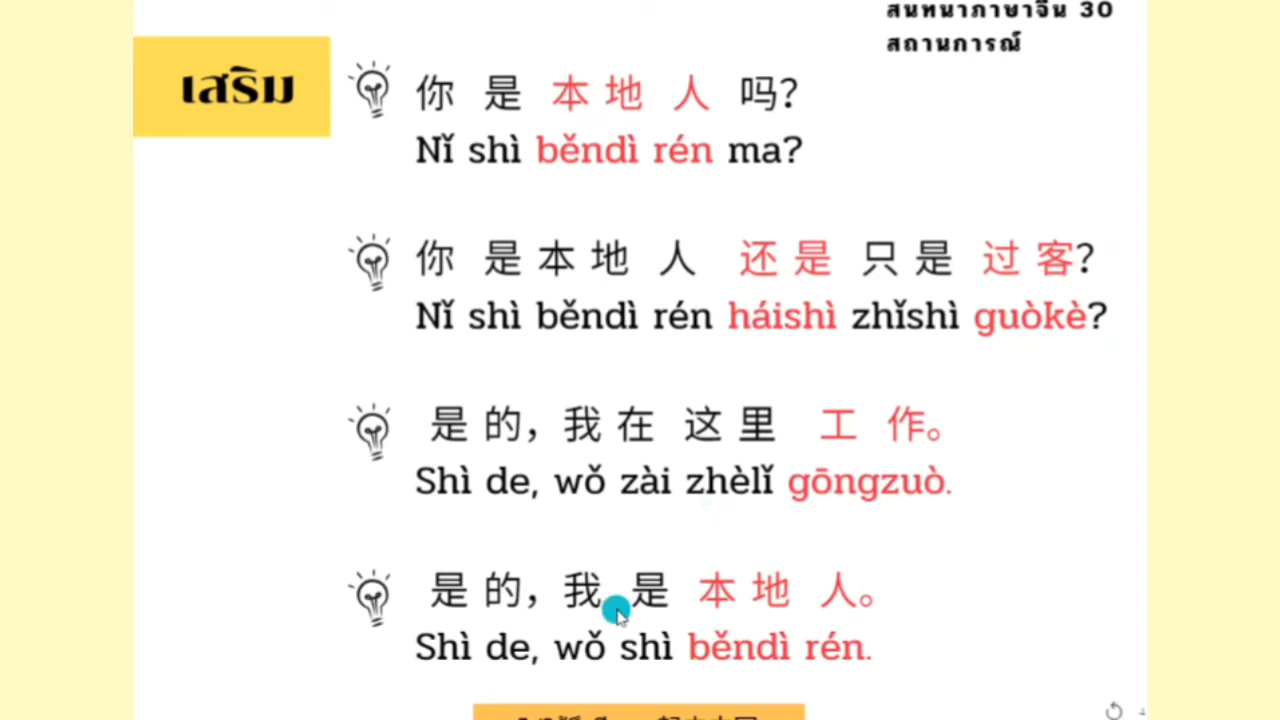 สนทนาภาษาจีน 30
สถานการณ์
เสริม
你 是 本 地 人 吗?
Nǐ shì běndì rén ma?
你 是 本 地 人 还 是 只 是 过 客?
Nǐ shì běndì rén háishì zhǐshì guòkè?
是 的，我 在 这 里 工 作。
Shì de, wǒ zài zhèlǐ gōngzuò.
是 的，我 是 本 地 人。
Shì de, wǒ shì běndì rén.